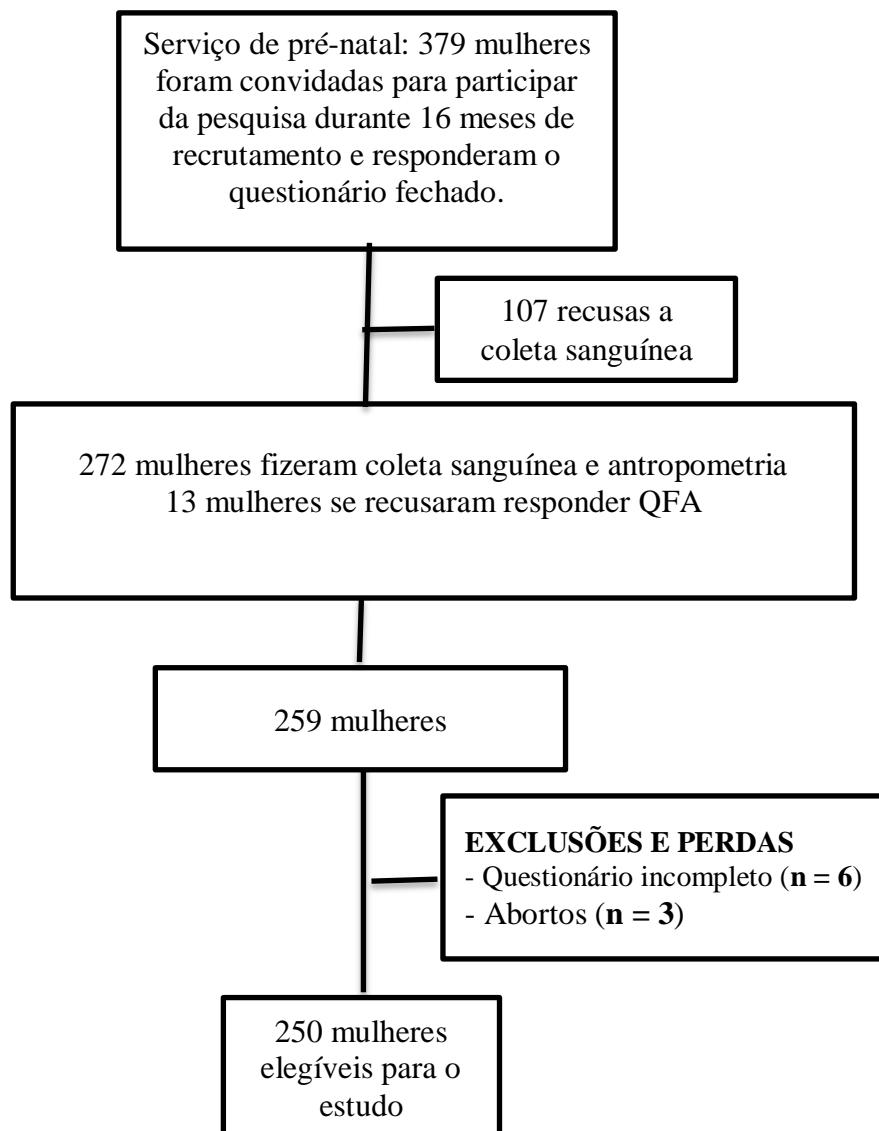 Serviço de pré-natal: 379 mulheres
foram convidadas para participar
da pesquisa durante 16 meses de
recrutamento e responderam o
questionário fechado.
107 recusas a
coleta sanguínea
272 mulheres fizeram coleta sanguínea e antropometria
13 mulheres se recusaram responder QFA
259 mulheres
EXCLUSÕES E PERDAS
- Questionário incompleto (n = 6)
- Abortos (n = 3)
250 mulheres
elegíveis para o
estudo